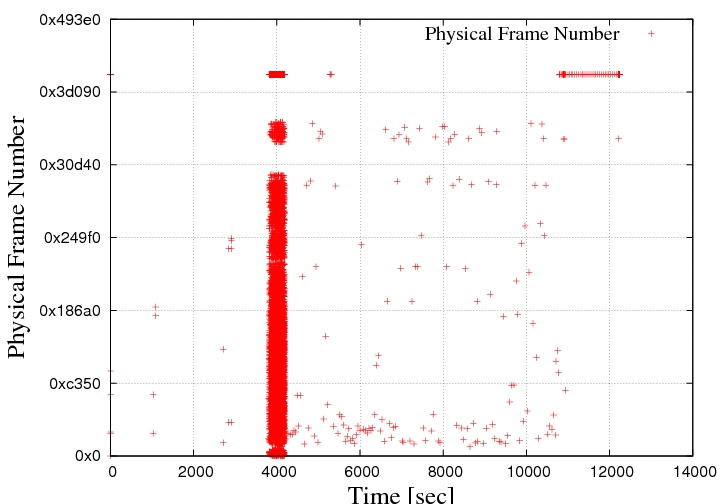 0x493e0
Physical Frame Number
0x3d090
0x30d40
0x249f0
0x186a0
0xc350
0x0
Physical Frame Number
0
2000
4000
6000
8000
10000
12000
14000
Time [sec]